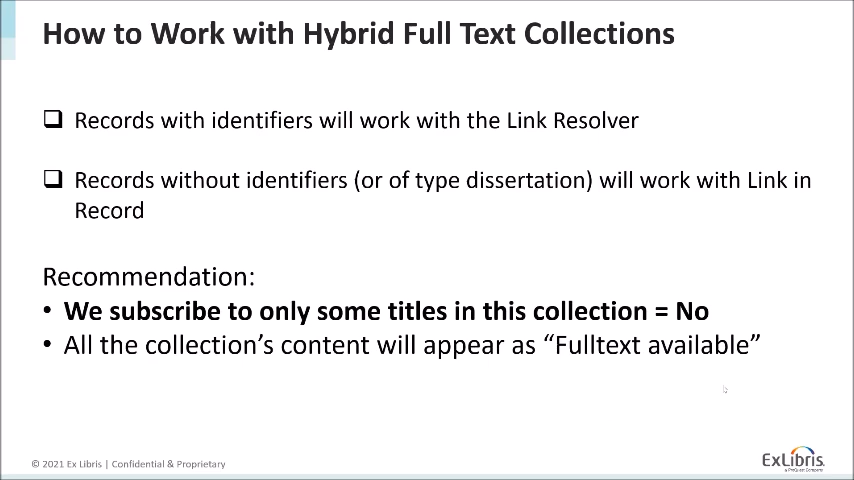 How to Work with Hybrid Full Text Collections
❑ Records with identifiers will work with the Link Resolver
❑ Records without identifiers (or of type dissertation) will work with Link in
Record
Recommendation:
• We subscribe to only some titles in this collection = No
• All the collection’s content will appear as “Fulltext available”
© 2021 Ex Libris | Confidential & Proprietary
ExLibris
a ProQuest Company